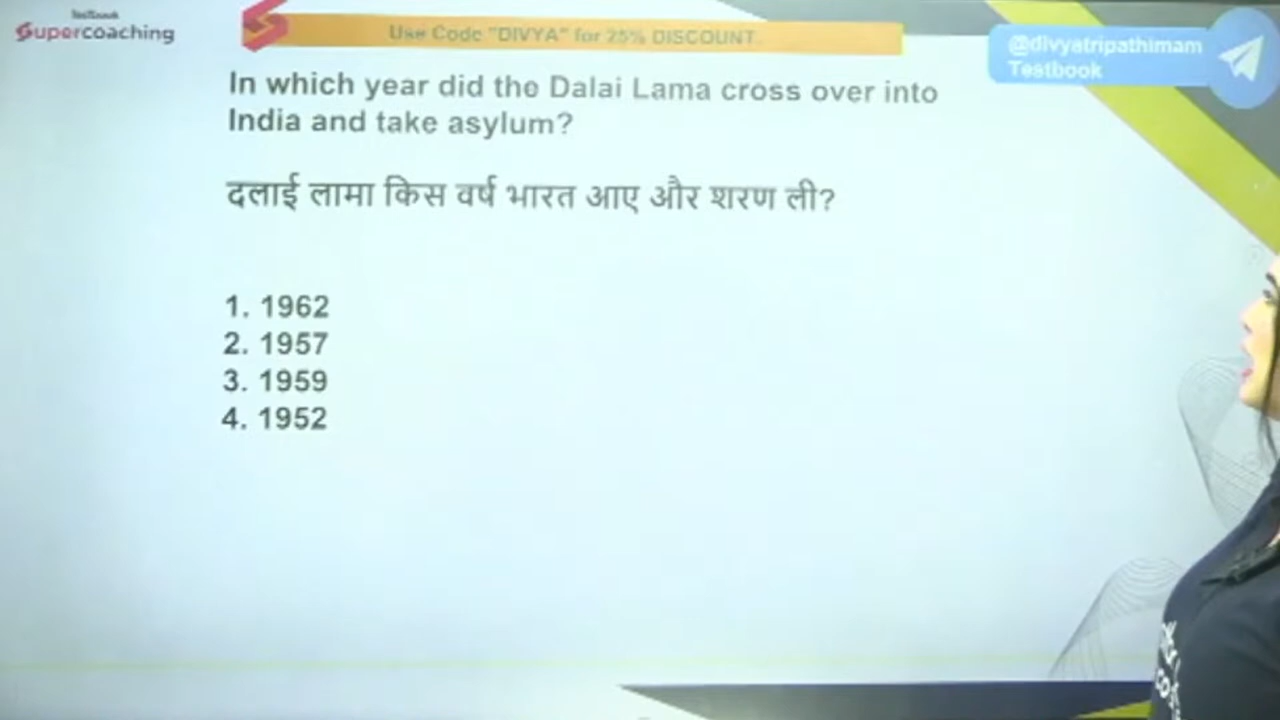 Testbook
Supercoaching
Use Code "DIVYA" for 25% DISCOUNT.
@divyatripathimam
Testbook
In which year did the Dalai Lama cross over into
India and take asylum?
दलाई लामा किस वर्ष भारत आए और शरण ली?
1. 1962
2. 1957
3. 1959
4. 1952